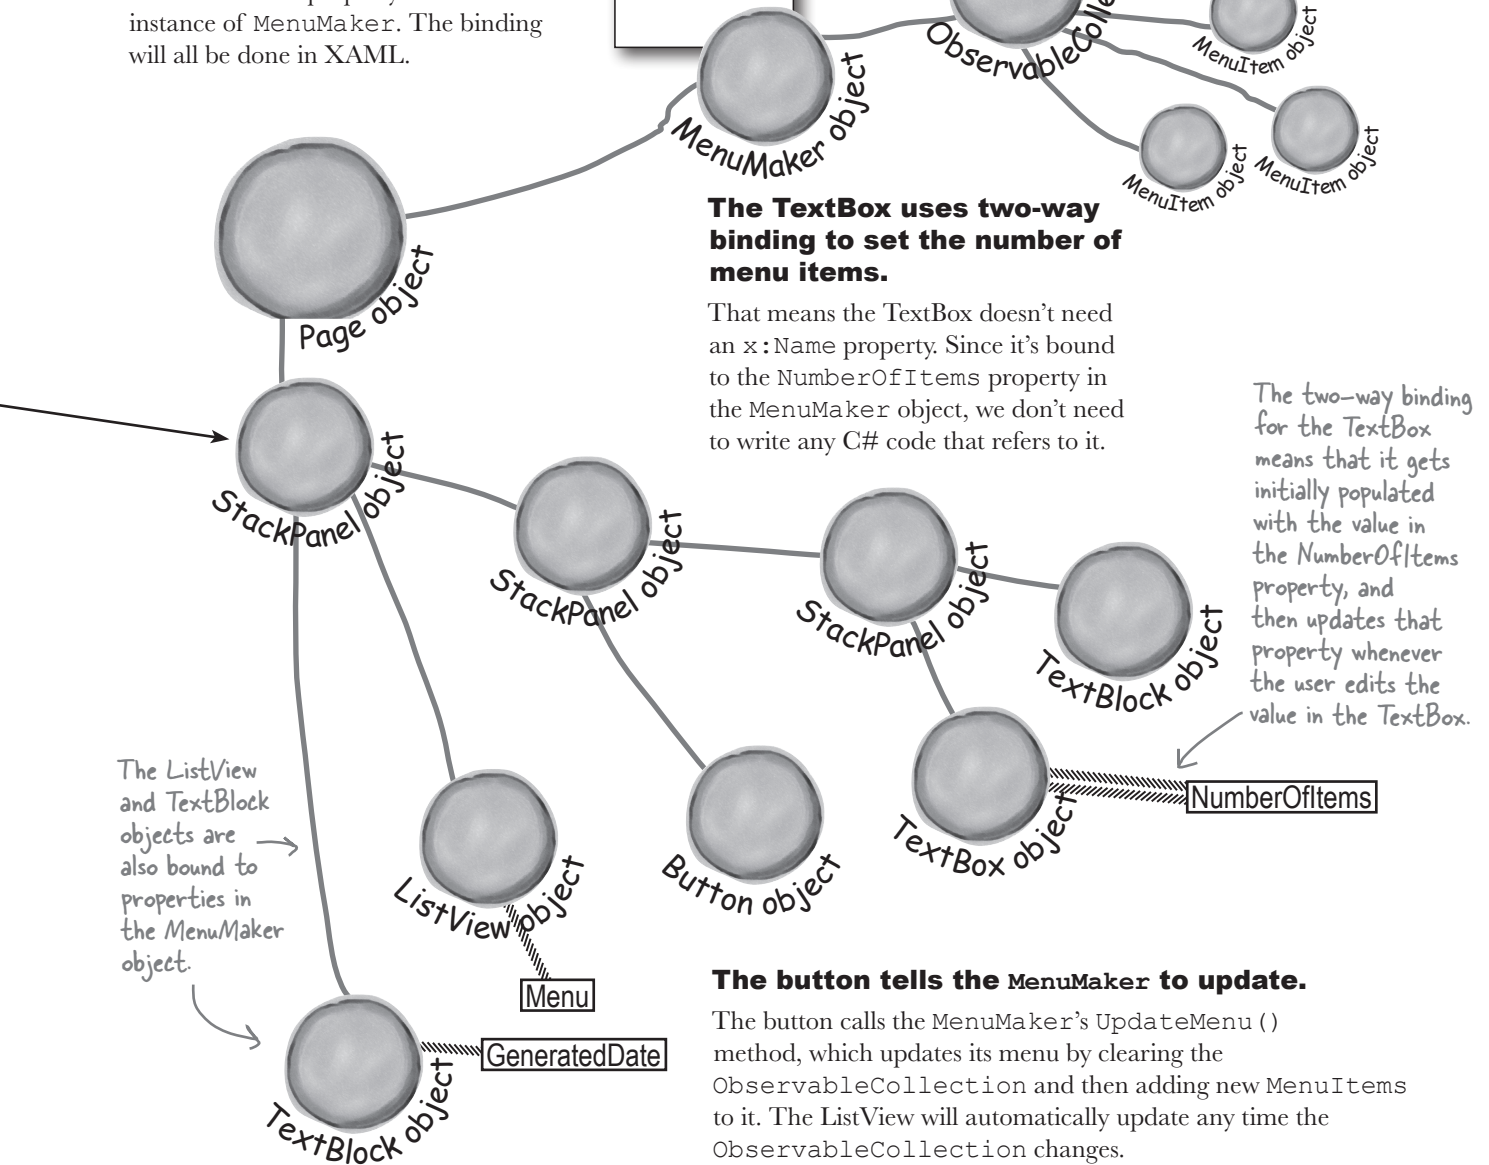 instance of MenuMaker. The binding
will all be done in XAML.
MenuMaker object
MenuItem object
MenuItem object
MenuItem object
Page object
The TextBox uses two-way
binding to set the number of
menu items.
That means the TextBox doesn't need
an x:Name property. Since it's bound
to the NumberOfItems property in
the MenuMaker object, we don't need
to write any C# code that refers to it.
The two-way binding
for the TextBox
means that it gets
initially populated
with the value in
the NumberOfItems
property, and
then updates that
property whenever
the user edits the
value in the TextBox.
StackPanel object
StackPanel object
StackPanel object
TextBlock object
TextBox object
NumberOfItems
Button object
ListView object
Menu
The ListView
and TextBlock
objects are
also bound to
properties in
the MenuMaker
object.
TextBlock object
GeneratedDate
The button tells the MenuMaker to update.
The button calls the MenuMaker's UpdateMenu()
method, which updates its menu by clearing the
ObservableCollection and then adding new MenuItems
to it. The ListView will automatically update any time the
ObservableCollection changes.